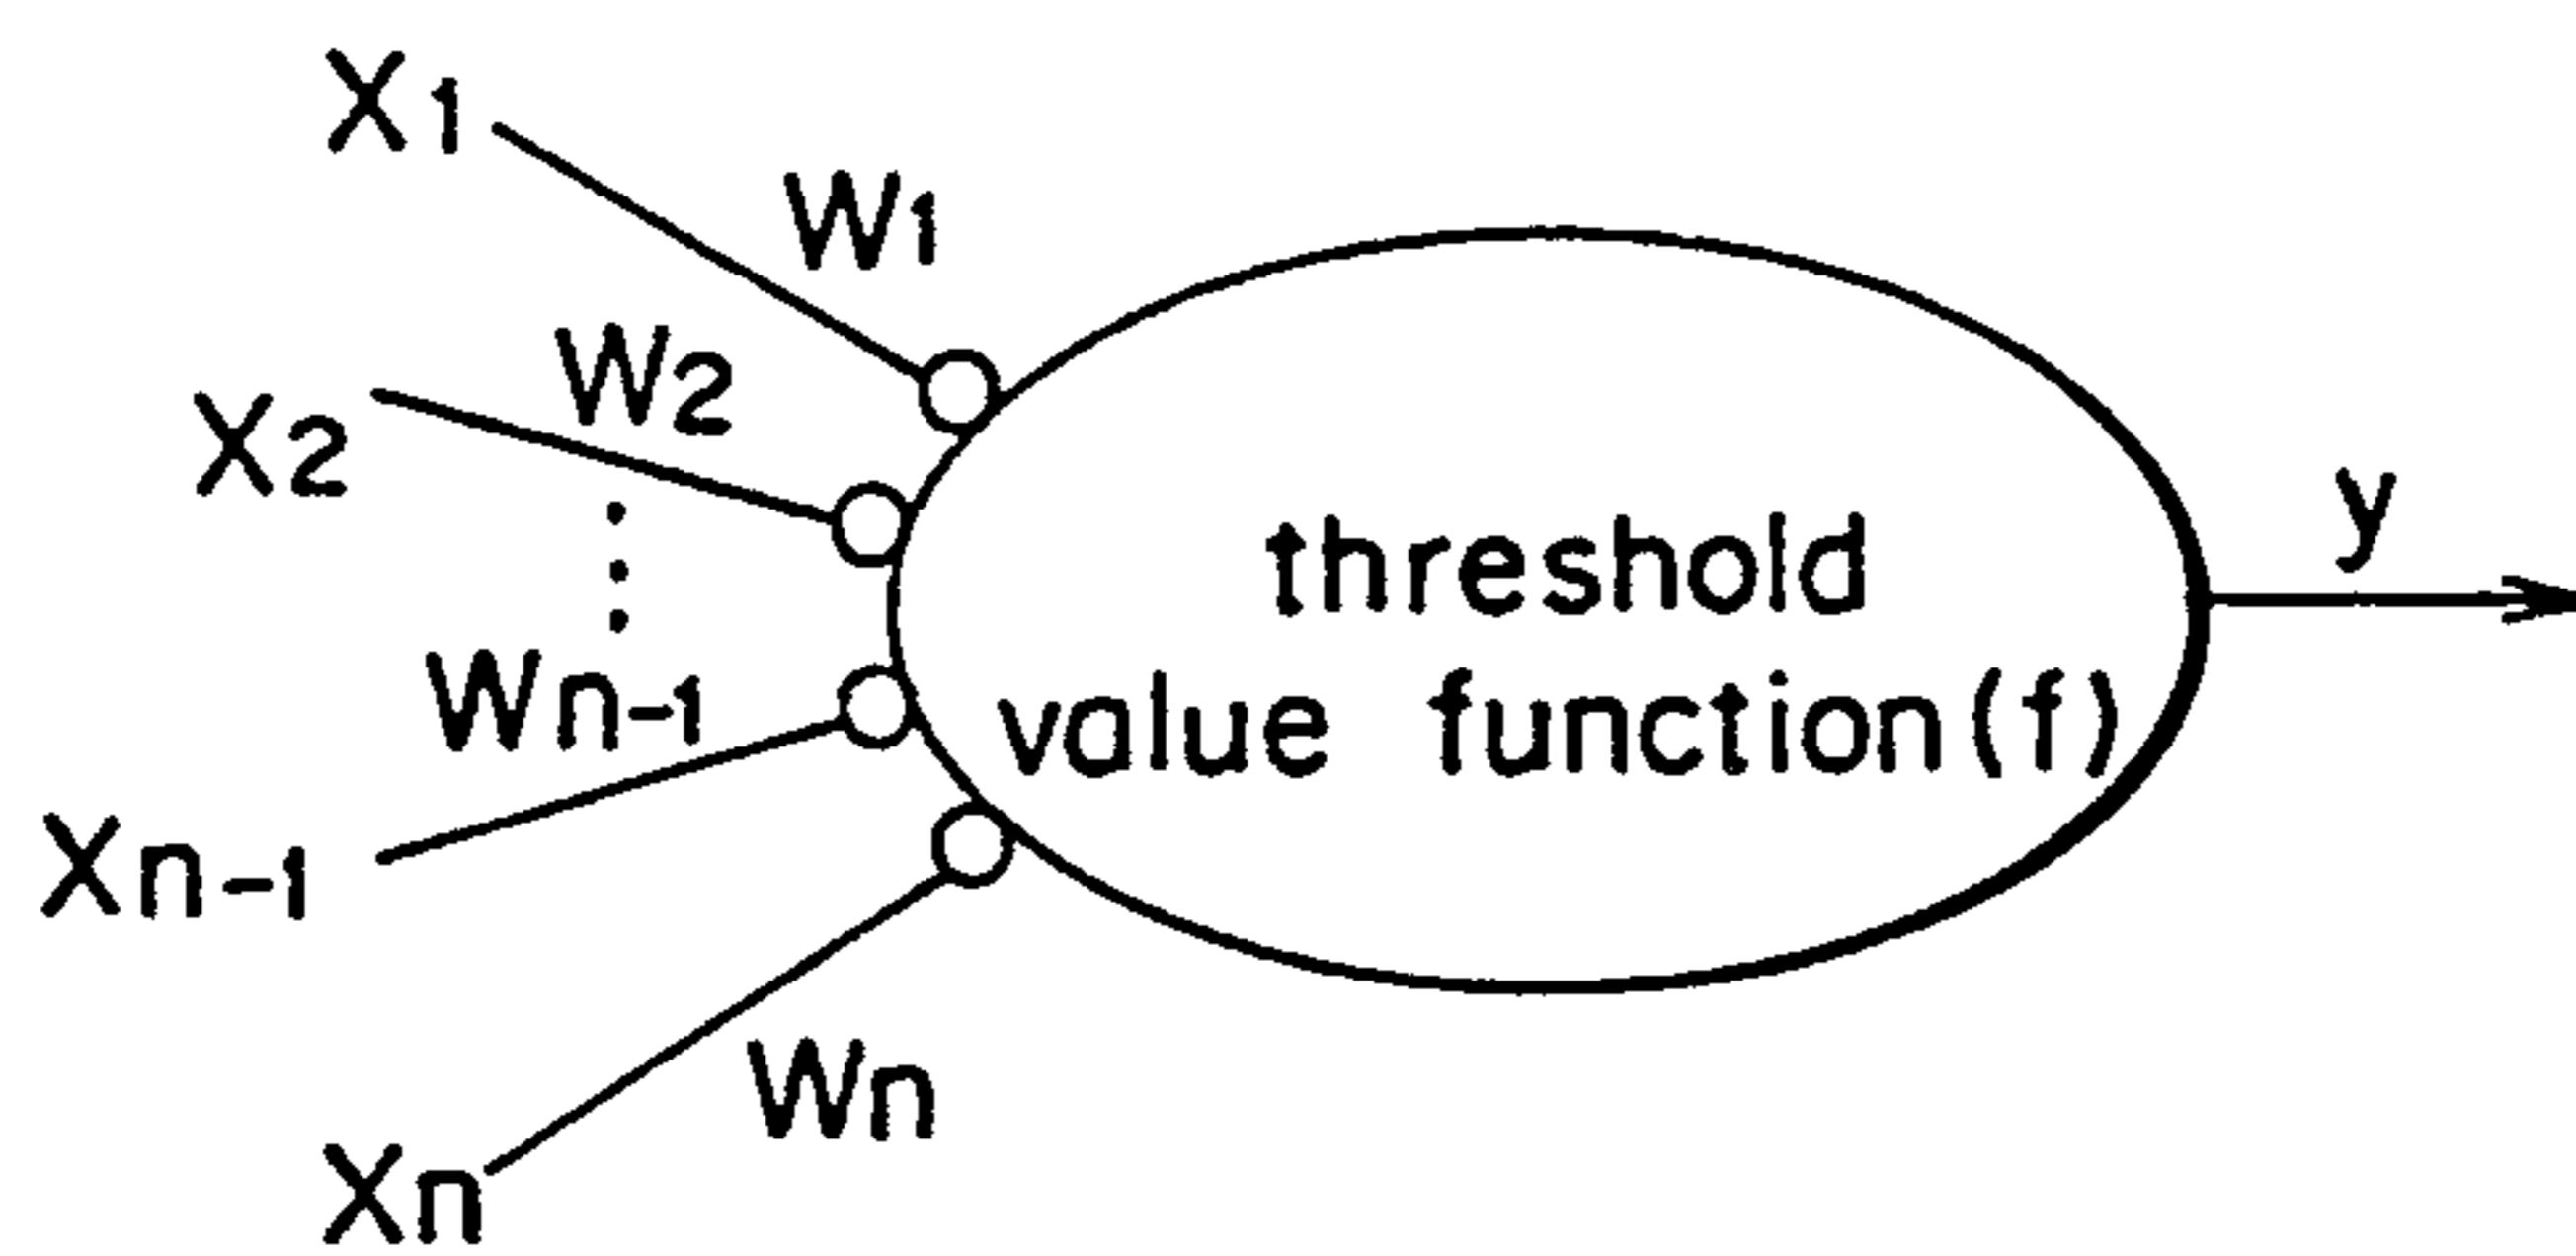 X1
W1
W2
X2
threshold
y
Wn-1
value function(f)
Xn-1
Wn
Xn